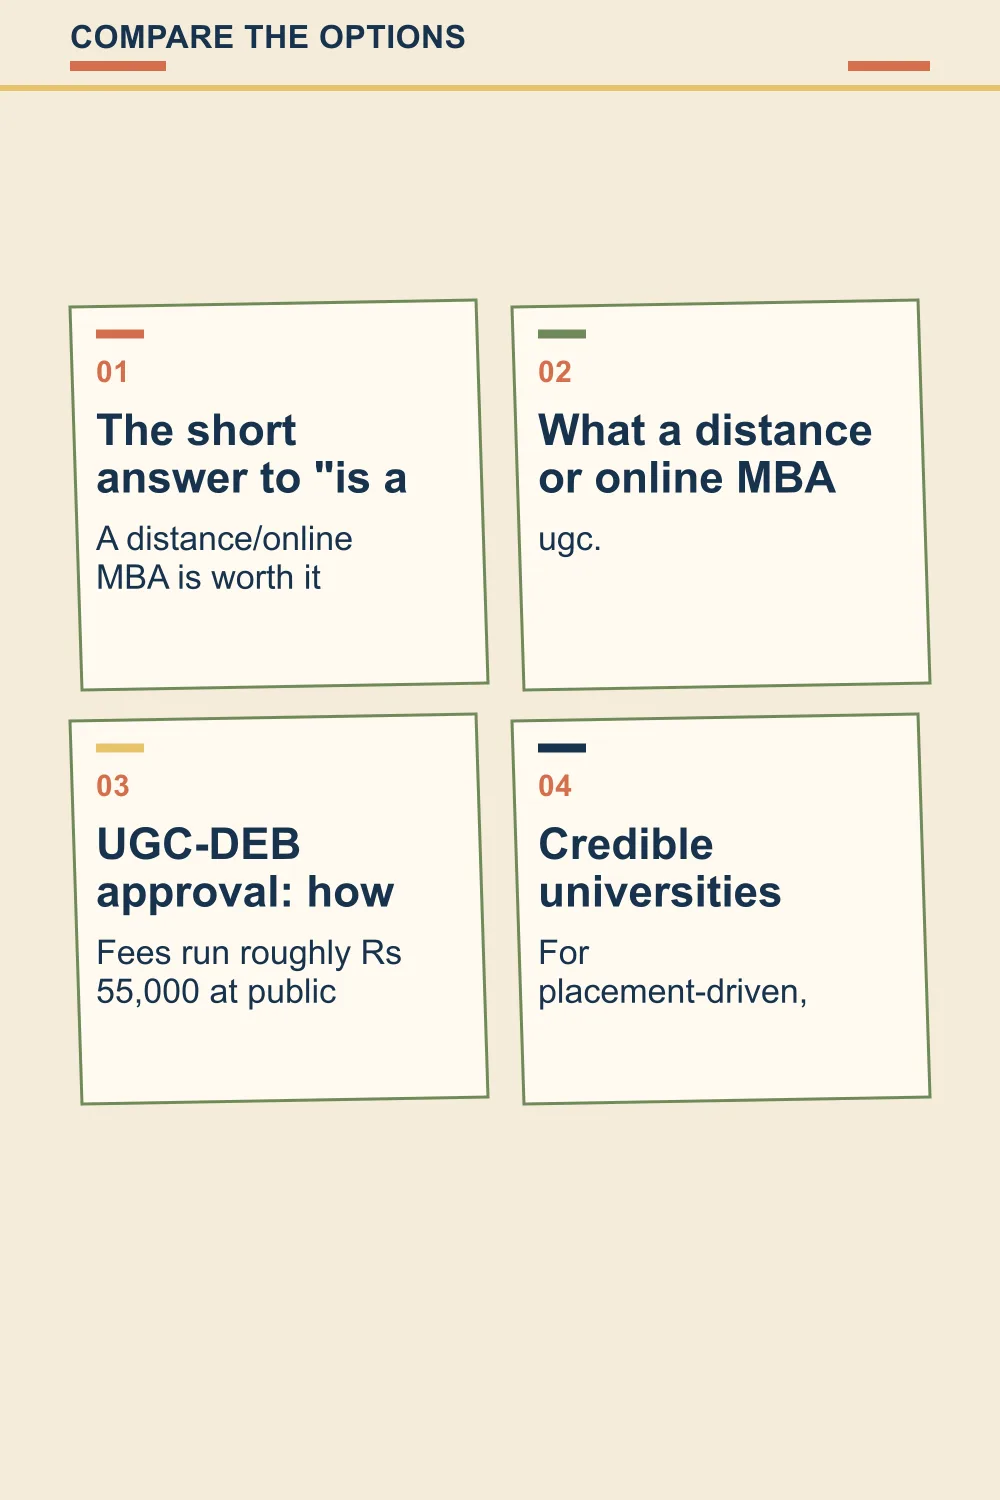 COMPARE THE OPTIONS
01
The short
answer to "is a
A distance/online
MBA is worth it
02
What a distance
or online MBA
ugc.
03
UGC-DEB
approval: how
Fees run roughly Rs
55,000 at public
04
Credible
universities
For
placement-driven,